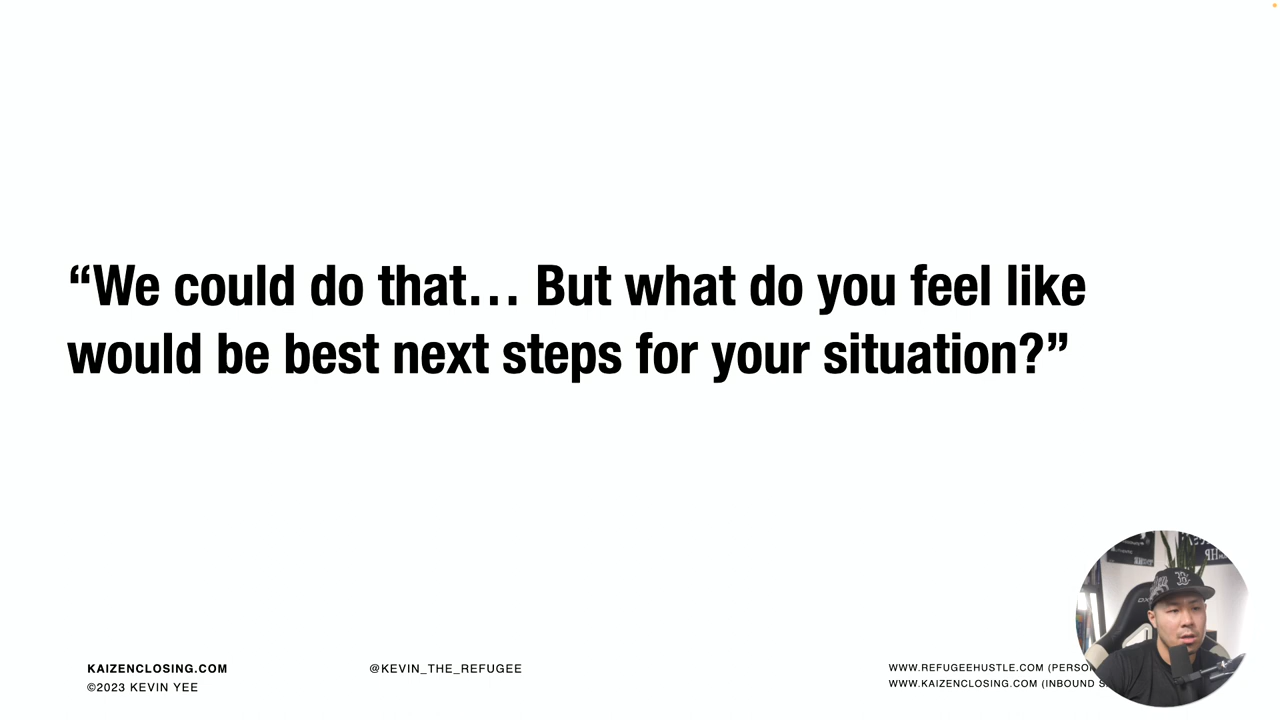 “We could do that… But what do you feel like
would be best next steps for your situation?”
KAIZENCLOSING.COM
©2023 KEVIN YEE
@KEVIN_THE_REFUGEE
WWW.REFUGEEHUSTLE.COM
WWW.KAIZENCLOSING.COM (INBOUND